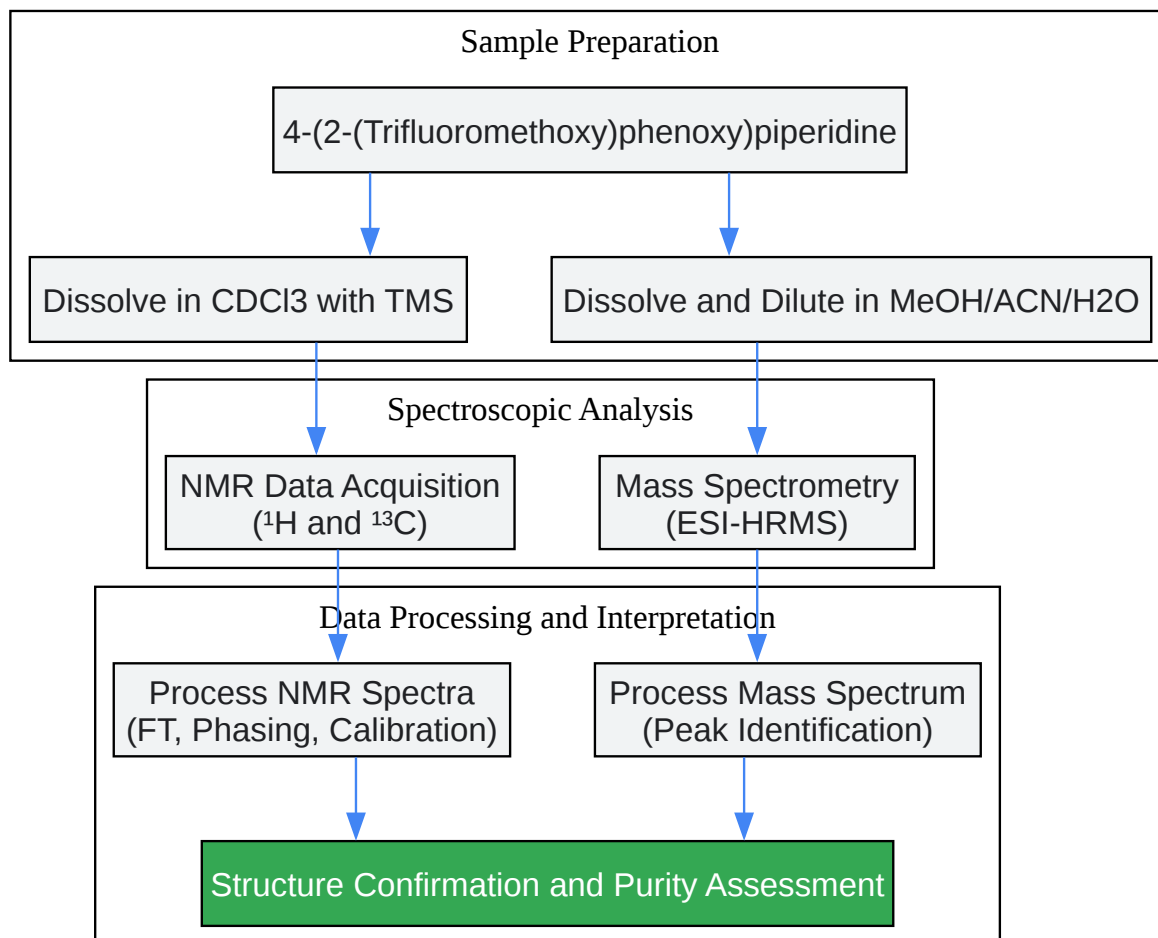 Sample Preparation
4-(2-(Trifluoromethoxy)phenoxy)piperidine
Dissolve in CDCl3 with TMS
Dissolve and Dilute in MeOH/ACN/H2O
Spectroscopic Analysis
NMR Data Acquisition
(¹H and ¹³C)
Mass Spectrometry
(ESI-HRMS)
Data Processing and Interpretation
Process NMR Spectra
(FT, Phasing, Calibration)
Process Mass Spectrum
(Peak Identification)
Structure Confirmation and Purity Assessment